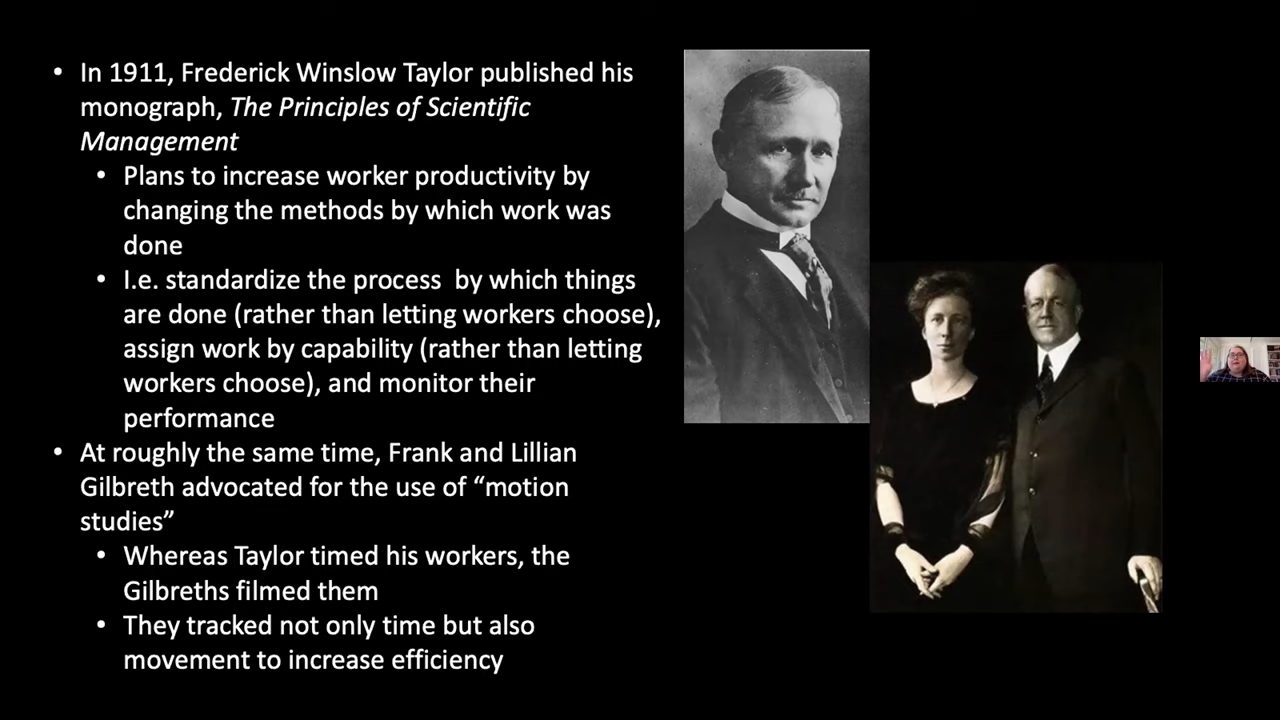 • In 1911, Frederick Winslow Taylor published his
monograph, The Principles of Scientific
Management
• Plans to increase worker productivity by
changing the methods by which work was
done
• I.e. standardize the process  by which things
are done (rather than letting workers choose),
assign work by capability (rather than letting
workers choose), and monitor their
performance
• At roughly the same time, Frank and Lillian
Gilbreth advocated for the use of “motion
studies”
• Whereas Taylor timed his workers, the
Gilbreths filmed them
• They tracked not only time but also
movement to increase efficiency